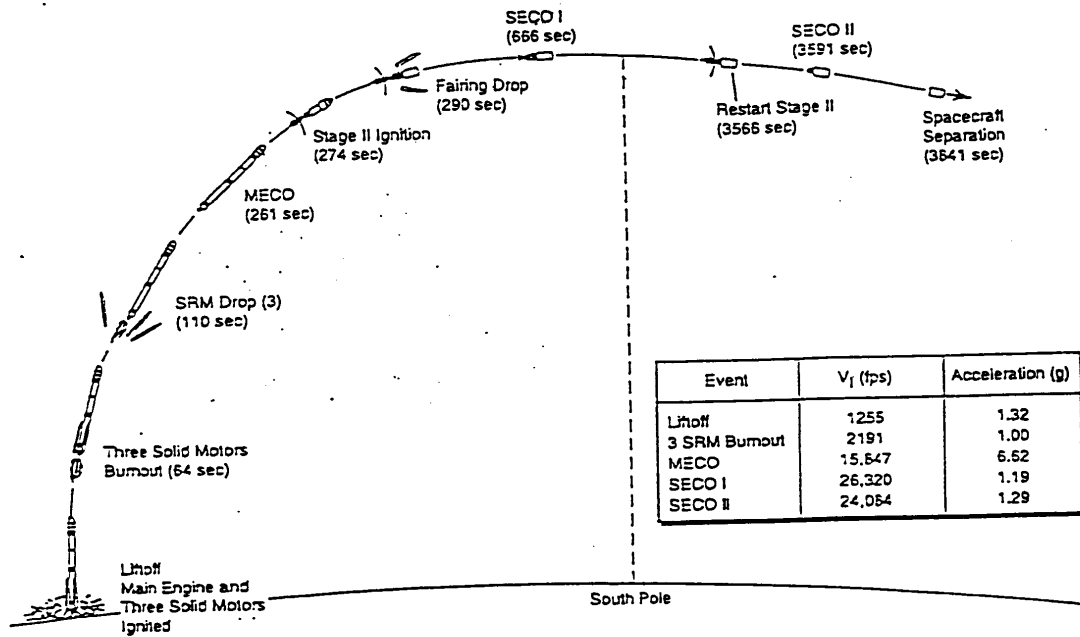 SECO I
(666 sec)
SECO II
(3591 sec)
Fairing Drop
(290 sec)
Restart Stage II
(3566 sec)
Spacecraft
Separation
(3641 sec)
Stage II Ignition
(274 sec)
MECO
(261 sec)
SRM Drop (3)
(110 sec)
Three Solid Motors
Burnout (64 sec)
Event V_I (fps) Acceleration (g)
Liftoff 1255 1.32
3 SRM Burnout 2191 1.00
MECO 15,647 6.62
SECO I 26,320 1.19
SECO II 24,064 1.29
Liftoff
Main Engine and
Three Solid Motors
Ignited
South Pole